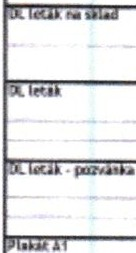 DL leták na sklad
DL leták
DL leták - pozvánka
Plakát A1